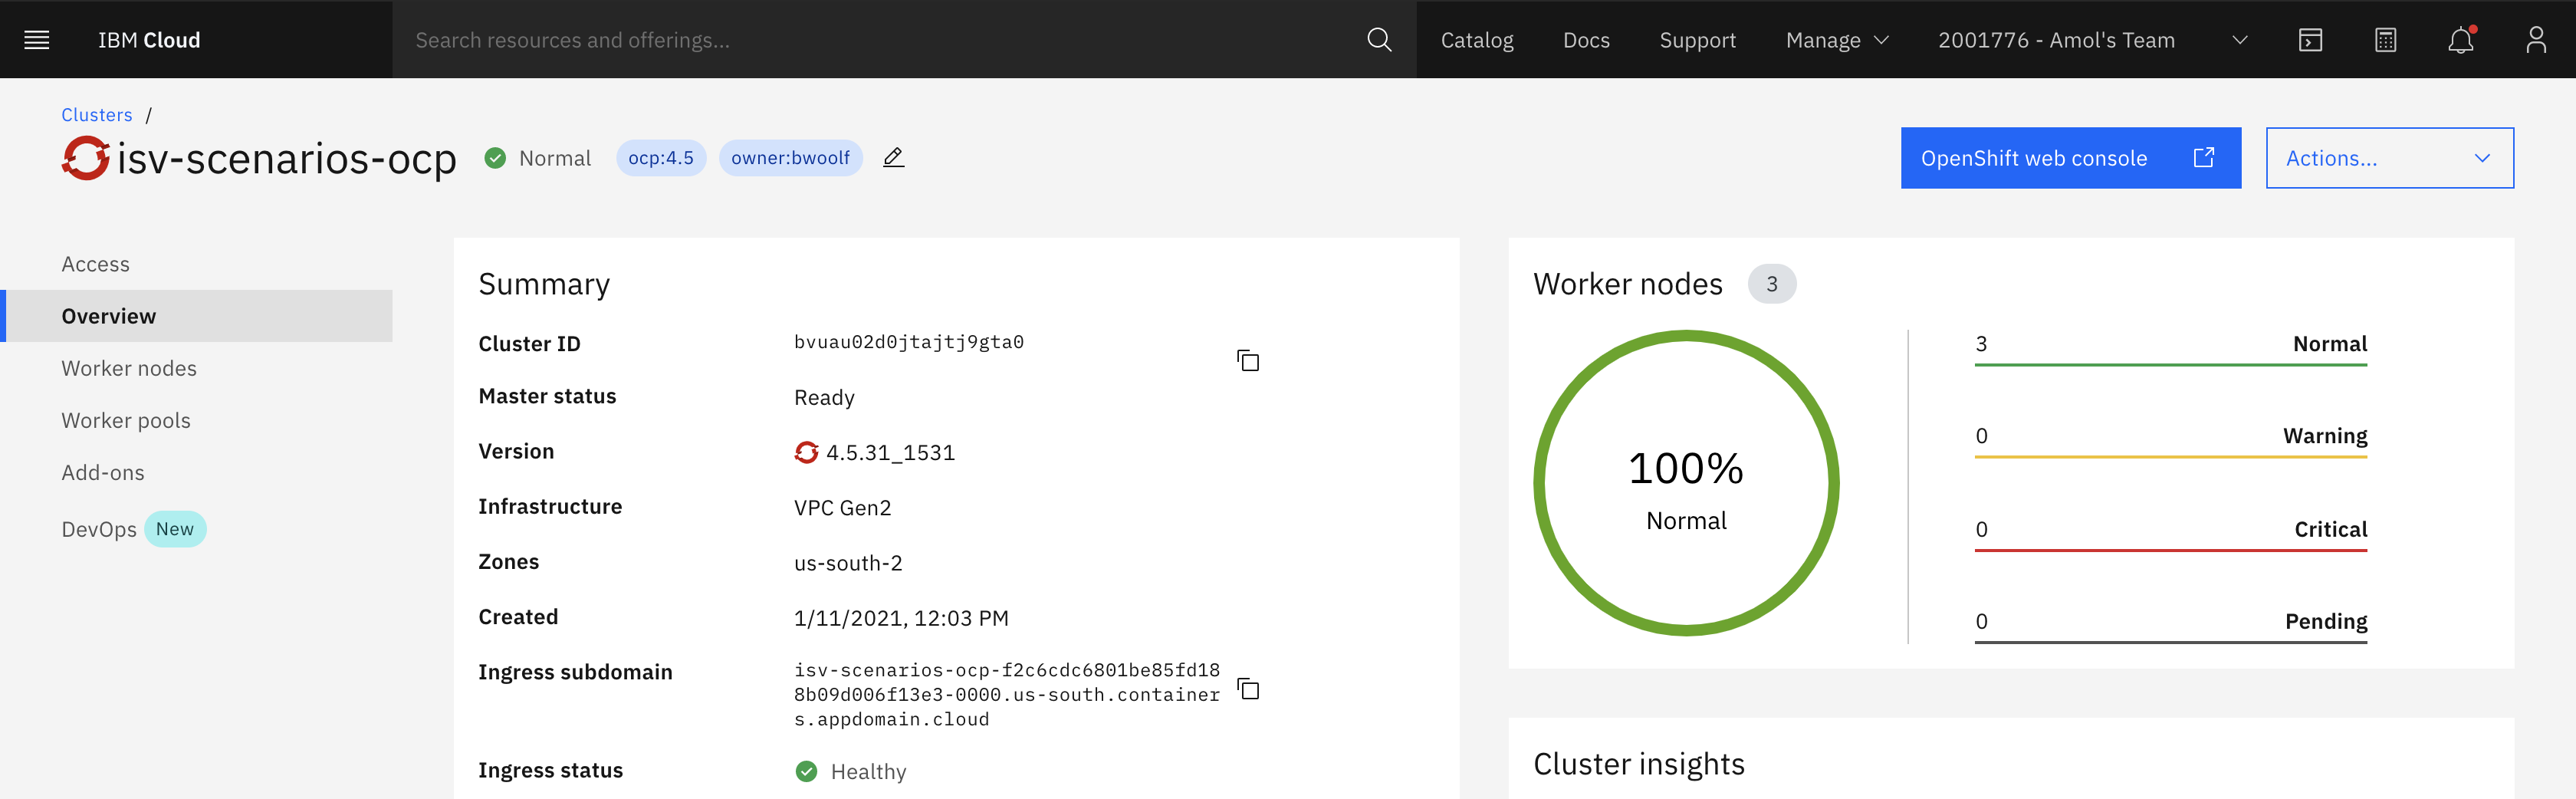 IBM Cloud
Search resources and offerings...
Catalog
Docs
Support
Manage
2001776 - Amol's Team
Clusters /
isv-scenarios-ocp
Normal
ocp:4.5
owner:bwoolf
OpenShift web console
Actions...
Access
Overview
Worker nodes
Worker pools
Add-ons
DevOps New
Summary
Cluster ID bvuau02d0jtajtj9gta0
Master status Ready
Version 4.5.31_1531
Infrastructure VPC Gen2
Zones us-south-2
Created 1/11/2021, 12:03 PM
Ingress subdomain isv-scenarios-ocp-f2c6cdc6801be85fd18
8b09d006f13e3-0000.us-south.container
s.appdomain.cloud
Ingress status Healthy
Worker nodes 3
100%
Normal
3 Normal
0 Warning
0 Critical
0 Pending
Cluster insights